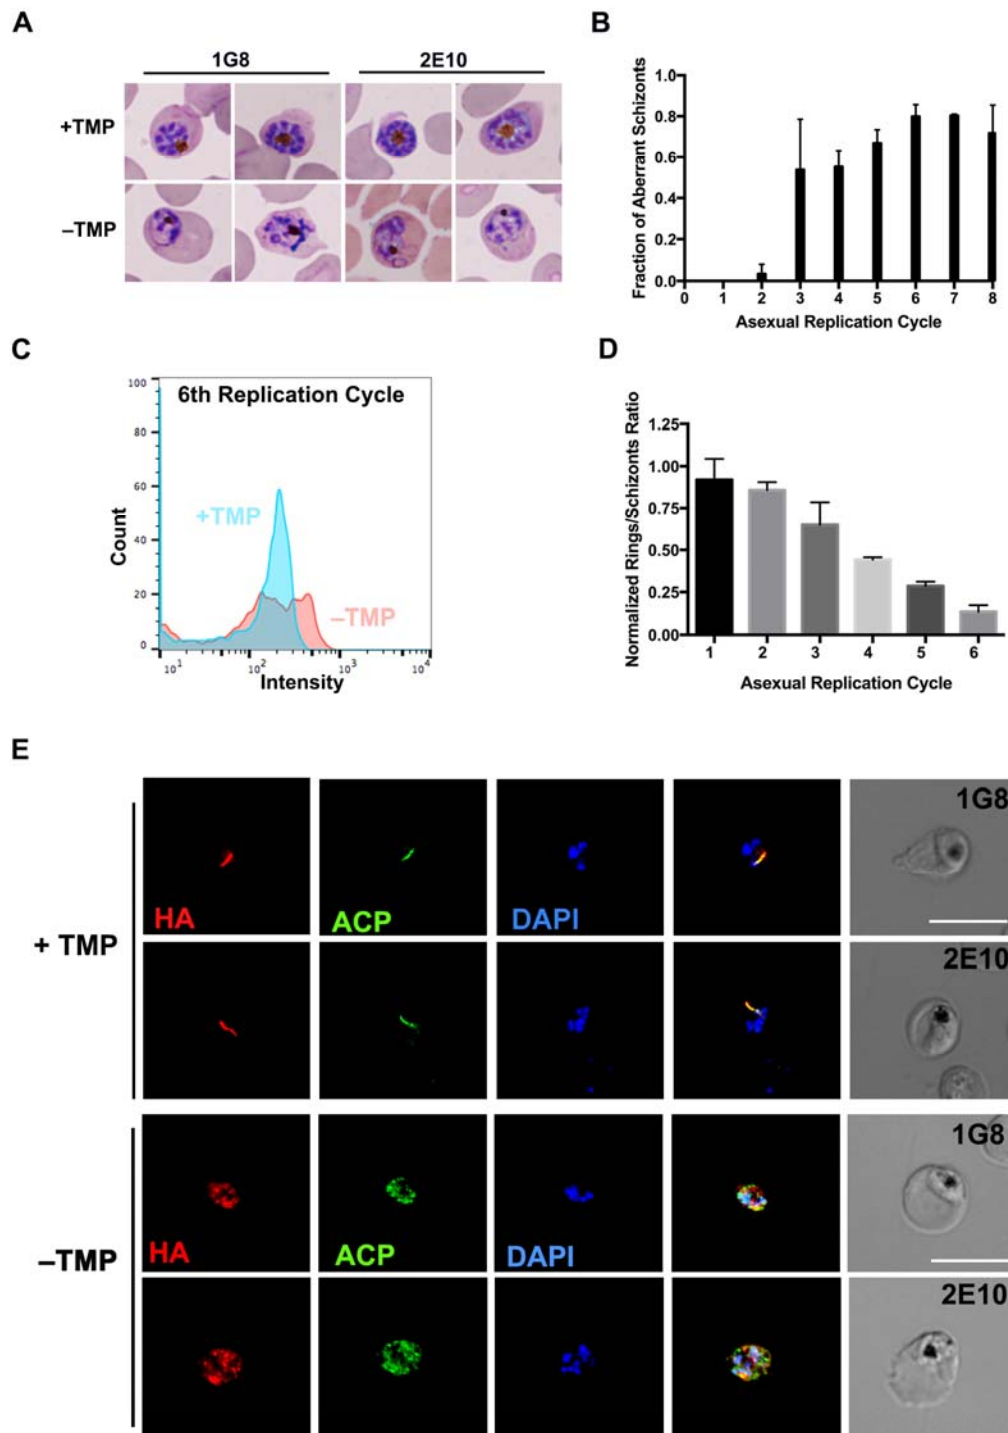 A
1G8 2E10
+TMP
–TMP
B
Fraction of Aberrant Schizonts
1.0
0.8
0.6
0.4
0.2
0.0
0 1 2 3 4 5 6 7 8
Asexual Replication Cycle
C
6th Replication Cycle
Count
100
80
60
40
20
0
+TMP
–TMP
10¹ 10² 10³ 10⁴
Intensity
D
Normalized Rings/Schizonts Ratio
1.25
1.00
0.75
0.50
0.25
0.00
1 2 3 4 5 6
Asexual Replication Cycle
E
+ TMP
HA ACP DAPI 1G8
2E10
–TMP
HA ACP DAPI 1G8
2E10